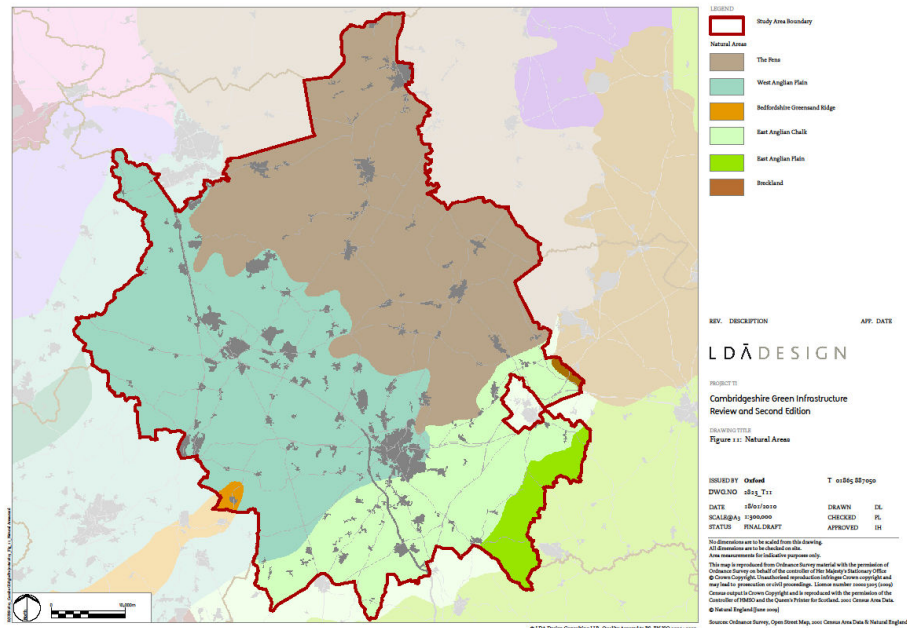 LEGEND
Study Area Boundary
Natural Areas
The Fens
West Anglian Plain
Bedfordshire Greensand Ridge
East Anglian Chalk
East Anglian Plain
Breckland
REV. DESCRIPTION APP. DATE
LDĀDESIGN
PROJECT TI
Cambridgeshire Green Infrastructure
Review and Second Edition
DRAWING TITLE
Figure 11: Natural Areas
ISSUED BY Oxford T 01865 887050
DWG.NO 2823_T11
DATE 18/01/2010 DRAWN DL
SCALE@A3 1:300,000 CHECKED PL
STATUS FINAL DRAFT APPROVED IH
No dimensions are to be scaled from this drawing.
All dimensions are to be checked on site.
Area measurements for indicative purposes only.
This map is reproduced from Ordnance Survey material with the permission of
Ordnance Survey on behalf of the controller of Her Majesty's Stationary Office
© Crown Copyright. Unauthorised reproduction infringes Crown copyright and
may lead to prosecution or civil proceedings. Licence number (2009)
Census output is Crown Copyright and is reproduced with the permission of the
Controller of HMSO and the Queen's Printer for Scotland. 2001 Census Area Data.
© Natural England [June 2009]
Sources: Ordnance Survey, Open Street Map, 2001 Census Area Data & Natural England
0 10,000m